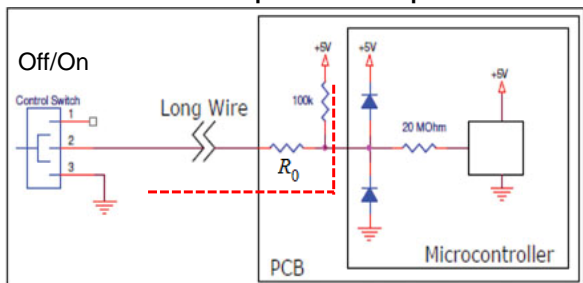 Off/On
Control Switch
1
2
3
Long Wire
+5V
100k
R0
+5V
20 MOhm
+5V
Microcontroller
PCB